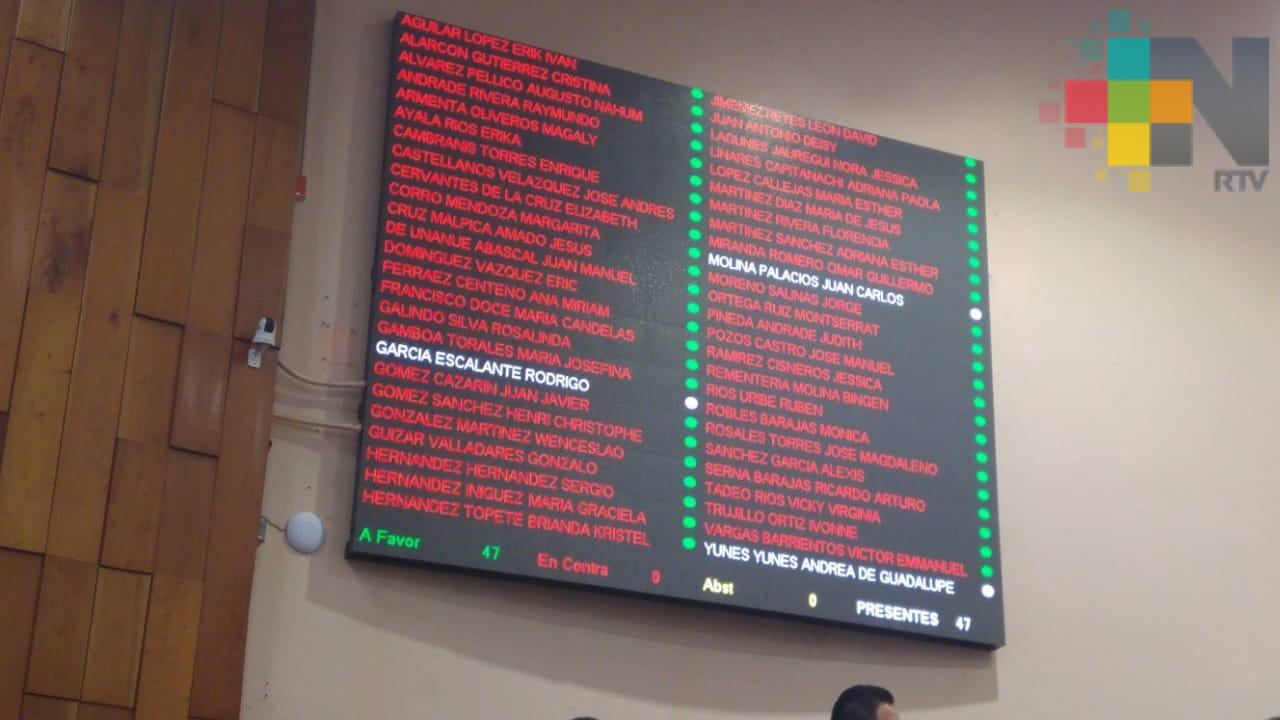 AGUILAR LOPEZ ERIK IVAN
ALARCON GUTIERREZ CRISTINA
ALVAREZ PELLICO AUGUSTO NAHUM
ANDRADE RIVERA RAYMUNDO
ARMENTA OLIVEROS MAGALY
AYALA RIOS ERIKA
CAMBRANIS TORRES ENRIQUE
CASTELLANOS VELAZQUEZ JOSE ANDRES
CERVANTES DE LA CRUZ ELIZABETH
CORRO MENDOZA MARGARITA
CRUZ MALPICA AMADO JESUS
DE UNANUE ABASCAL JUAN MANUEL
DOMINGUEZ VAZQUEZ ERIC
FERRAEZ CENTENO ANA MIRIAM
FRANCISCO DOCE MARIA CANDELAS
GALINDO SILVA ROSALINDA
GAMBOA TORALES MARIA JOSEFINA
GARCIA ESCALANTE RODRIGO
GOMEZ CAZARIN JUAN JAVIER
GOMEZ SANCHEZ HENRI CHRISTOPHE
GONZALEZ MARTINEZ WENCESLAO
GUIZAR VALLADARES GONZALO
HERNANDEZ HERNANDEZ SERGIO
HERNANDEZ INIGUEZ MARIA GRACIELA
HERNANDEZ TOPETE BRIANDA KRISTEL
JIMENEZ REYES LEON DAVID
JUAN ANTONIO DEISY
LAGUNES JAUREGUI NORA JESSICA
LINARES CAPITANACHI ADRIANA PAOLA
LOPEZ CALLEJAS MARIA ESTHER
MARTINEZ DIAZ MARIA DE JESUS
MARTINEZ RIVERA FLORENCIA
MARTINEZ SANCHEZ ADRIANA ESTHER
MIRANDA ROMERO OMAR GUILLERMO
MOLINA PALACIOS JUAN CARLOS
MORENO SALINAS JORGE
ORTEGA RUIZ MONTSERRAT
PINEDA ANDRADE JUDITH
POZOS CASTRO JOSE MANUEL
RAMIREZ CISNEROS JESSICA
REMENTERIA MOLINA BINGEN
RIOS URIBE RUBEN
ROBLES BARAJAS MONICA
ROSALES TORRES JOSE MAGDALENO
SANCHEZ GARCIA ALEXIS
SERNA BARAJAS RICARDO ARTURO
TADEO RIOS VICKY VIRGINIA
TRUJILLO ORTIZ IVONNE
VARGAS BARRIENTOS VICTOR EMMANUEL
YUNES YUNES ANDREA DE GUADALUPE
A Favor 47 En Contra 0 Abst 0 PRESENTES 47
N
RTV